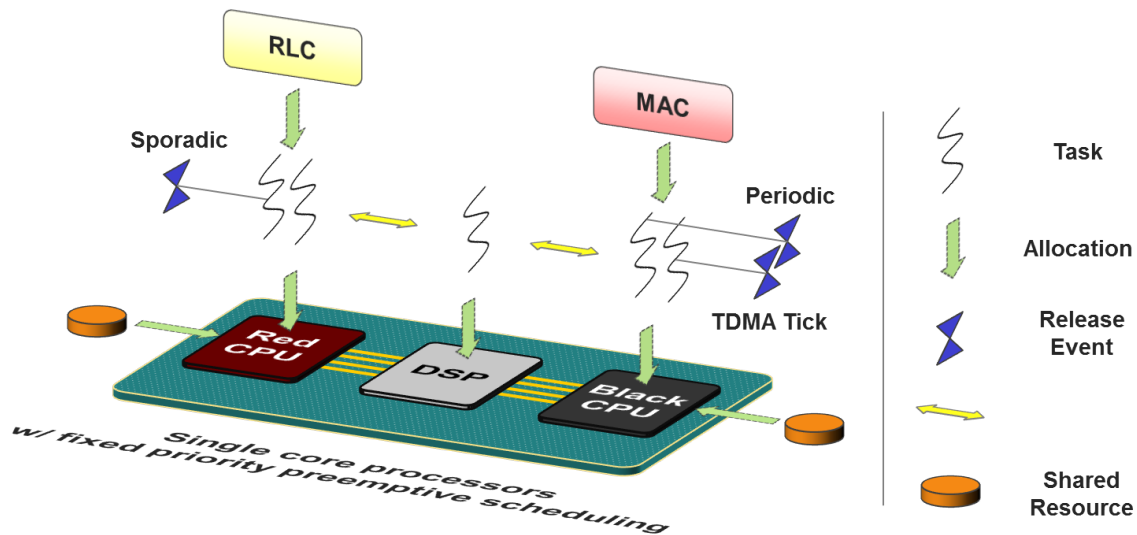 RLC
MAC
Sporadic
Periodic
TDMA Tick
Red
CPU
DSP
Black
CPU
Single core processors
w/ fixed priority preemptive scheduling
Task
Allocation
Release
Event
Shared
Resource